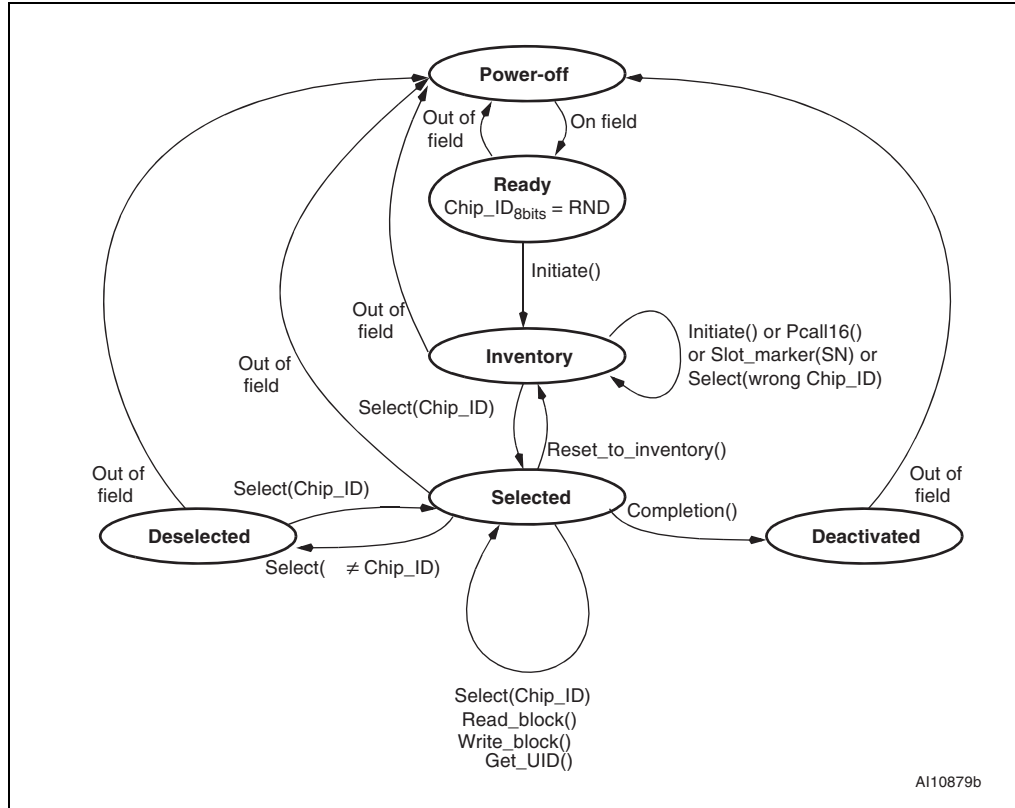 Power-off
Out of
field
On field
Ready
Chip_ID8bits = RND
Initiate()
Out of
field
Inventory
Initiate() or Pcall16()
or Slot_marker(SN) or
Select(wrong Chip_ID)
Out of
field
Select(Chip_ID)
Reset_to_inventory()
Out of
field
Select(Chip_ID)
Selected
Completion()
Out of
field
Deselected
Deactivated
Select( ≠ Chip_ID)
Select(Chip_ID)
Read_block()
Write_block()
Get_UID()
AI10879b